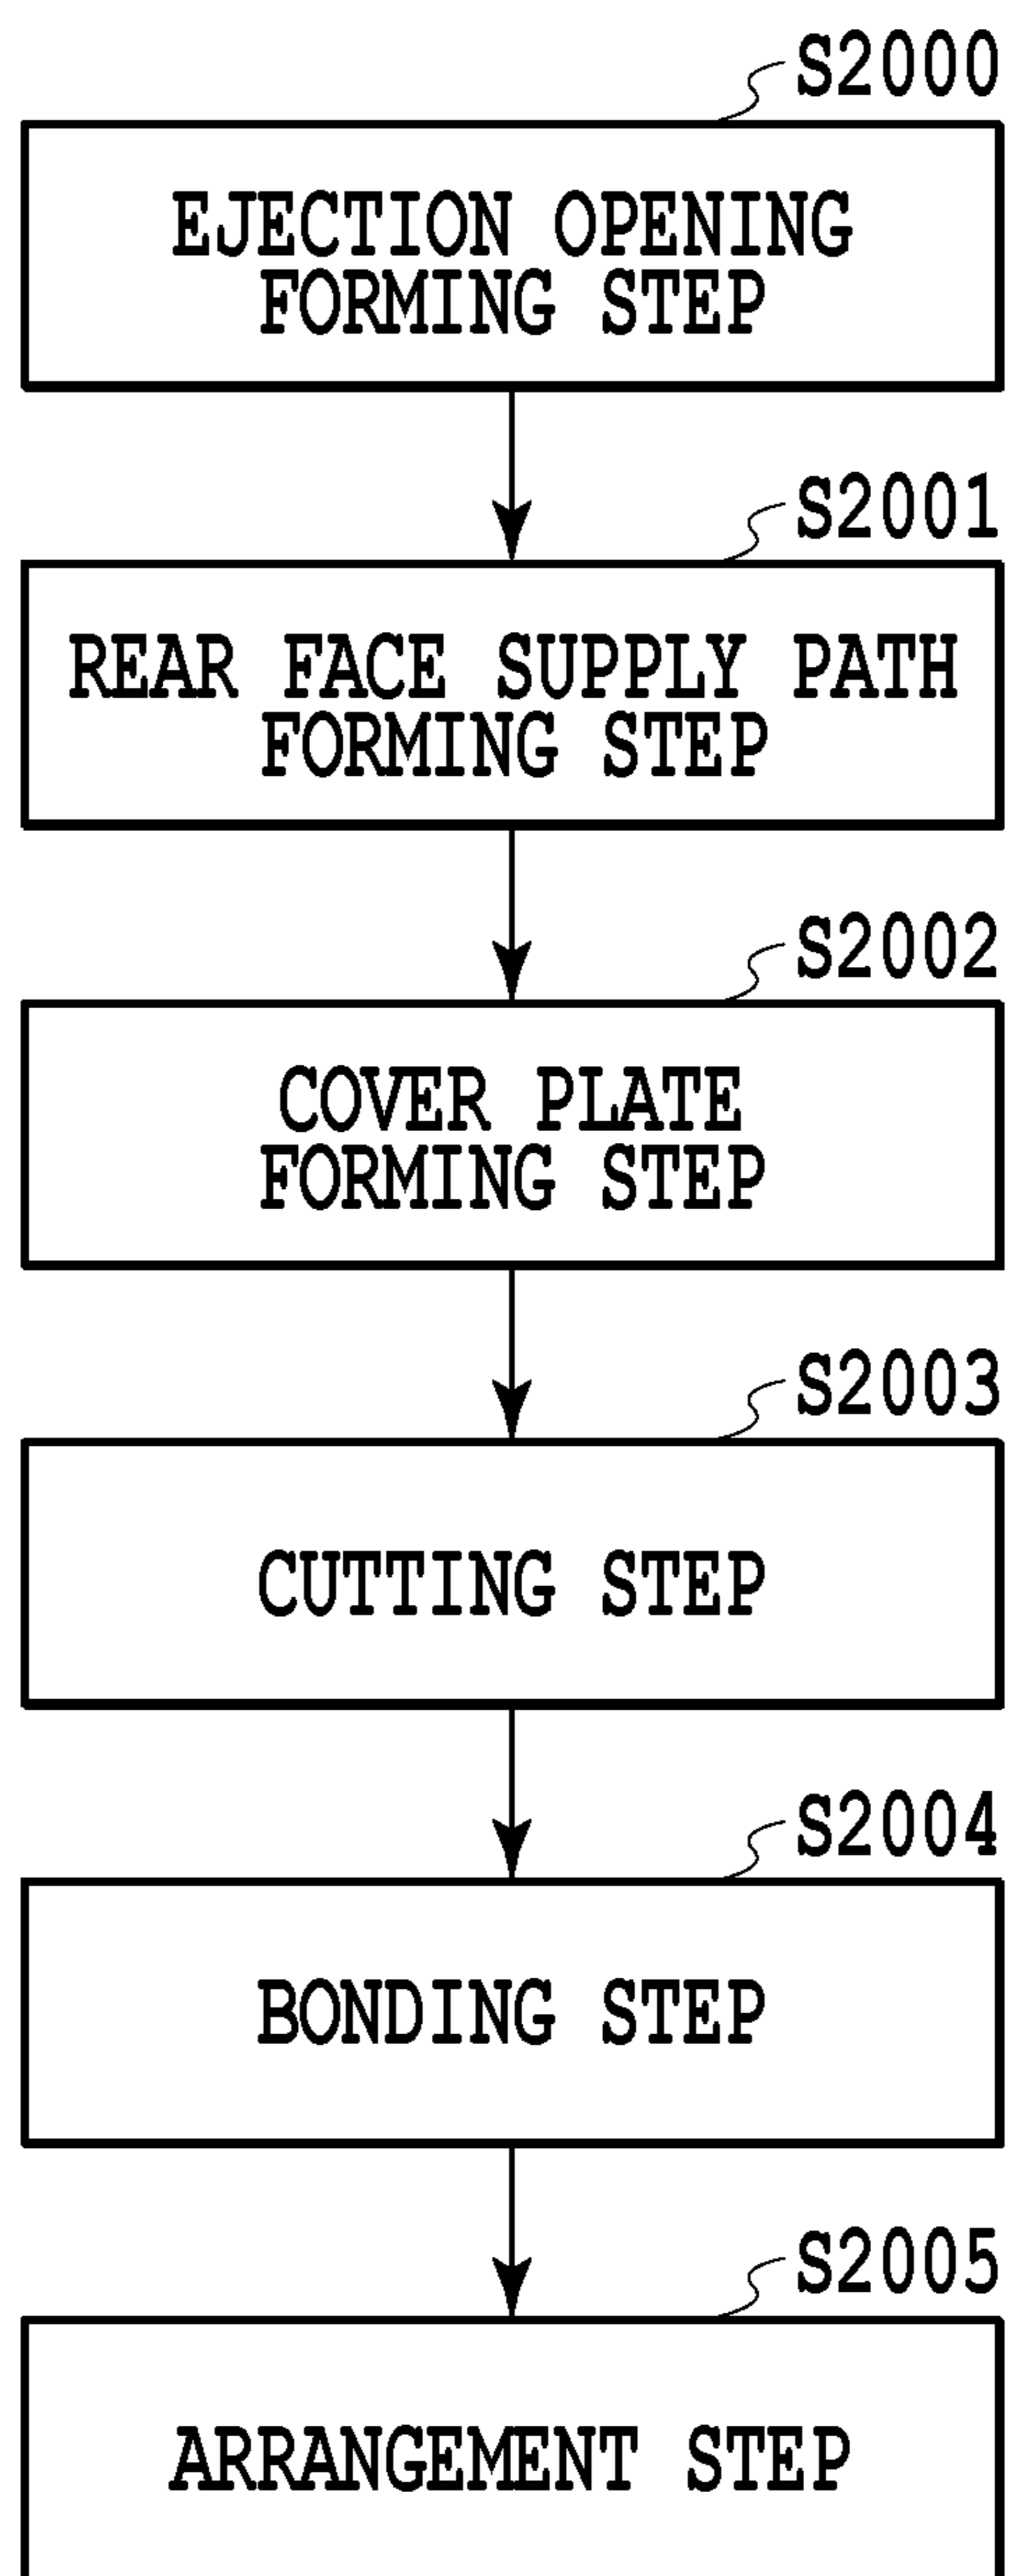 S2000
EJECTION OPENING
FORMING STEP
S2001
REAR FACE SUPPLY PATH
FORMING STEP
S2002
COVER PLATE
FORMING STEP
S2003
CUTTING STEP
S2004
BONDING STEP
S2005
ARRANGEMENT STEP